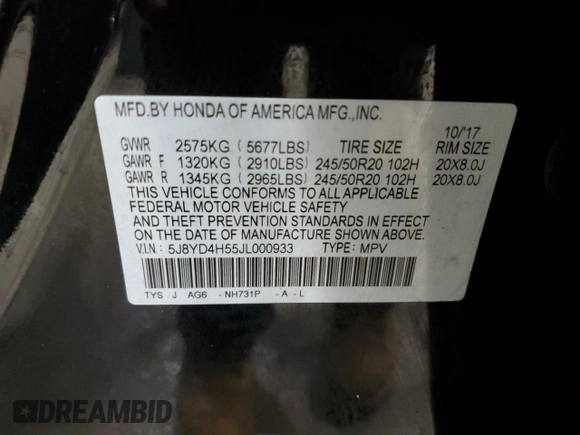 MFD.BY HONDA OF AMERICA MFG.,INC.
10/'17
GVWR 2575KG ( 5677LBS) TIRE SIZE RIM SIZE
GAWR F 1320KG ( 2910LBS) 245/50R20 102H 20X8.0J
GAWR R 1345KG ( 2965LBS) 245/50R20 102H 20X8.0J
THIS VEHICLE CONFORMS TO ALL APPLICABLE
FEDERAL MOTOR VEHICLE SAFETY
AND THEFT PREVENTION STANDARDS IN EFFECT
ON THE DATE OF MANUFACTURE SHOWN ABOVE.
V.I.N.: 5J8YD4H55JL000933 TYPE: MPV
TYS J AG6 - NH731P - A - L
DREAMBID